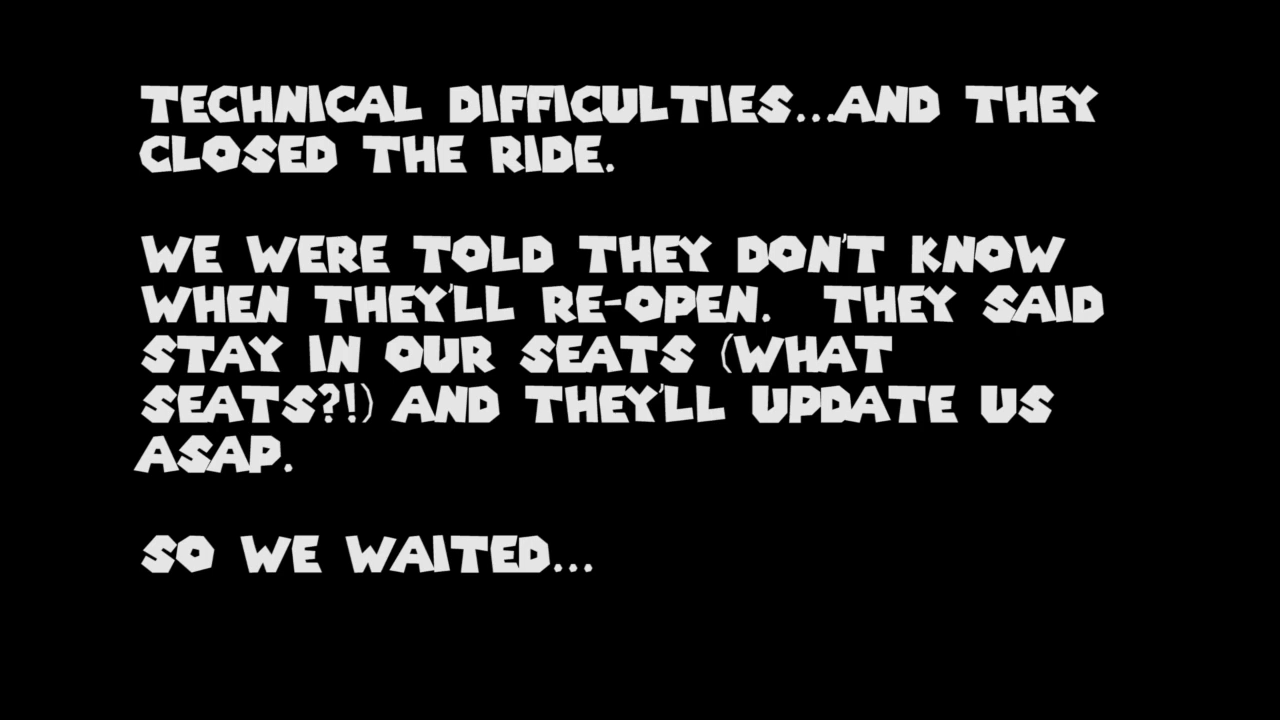 TECHNICAL DIFFICULTIES...AND THEY
CLOSED THE RIDE.
WE WERE TOLD THEY DON'T KNOW
WHEN THEY'LL RE-OPEN. THEY SAID
STAY IN OUR SEATS (WHAT
SEATS?!) AND THEY'LL UPDATE US
ASAP.
SO WE WAITED...